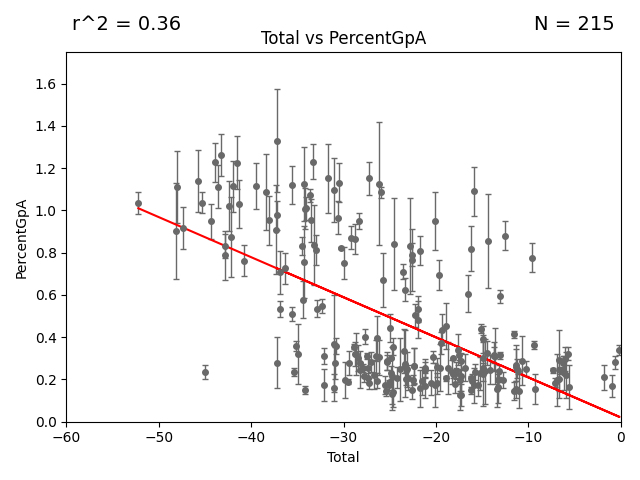 r^2 = 0.36 N = 215
Total vs PercentGpA
1.6
1.4
1.2
1.0
0.8
0.6
0.4
0.2
0.0
PercentGpA
−60 −50 −40 −30 −20 −10 0
Total